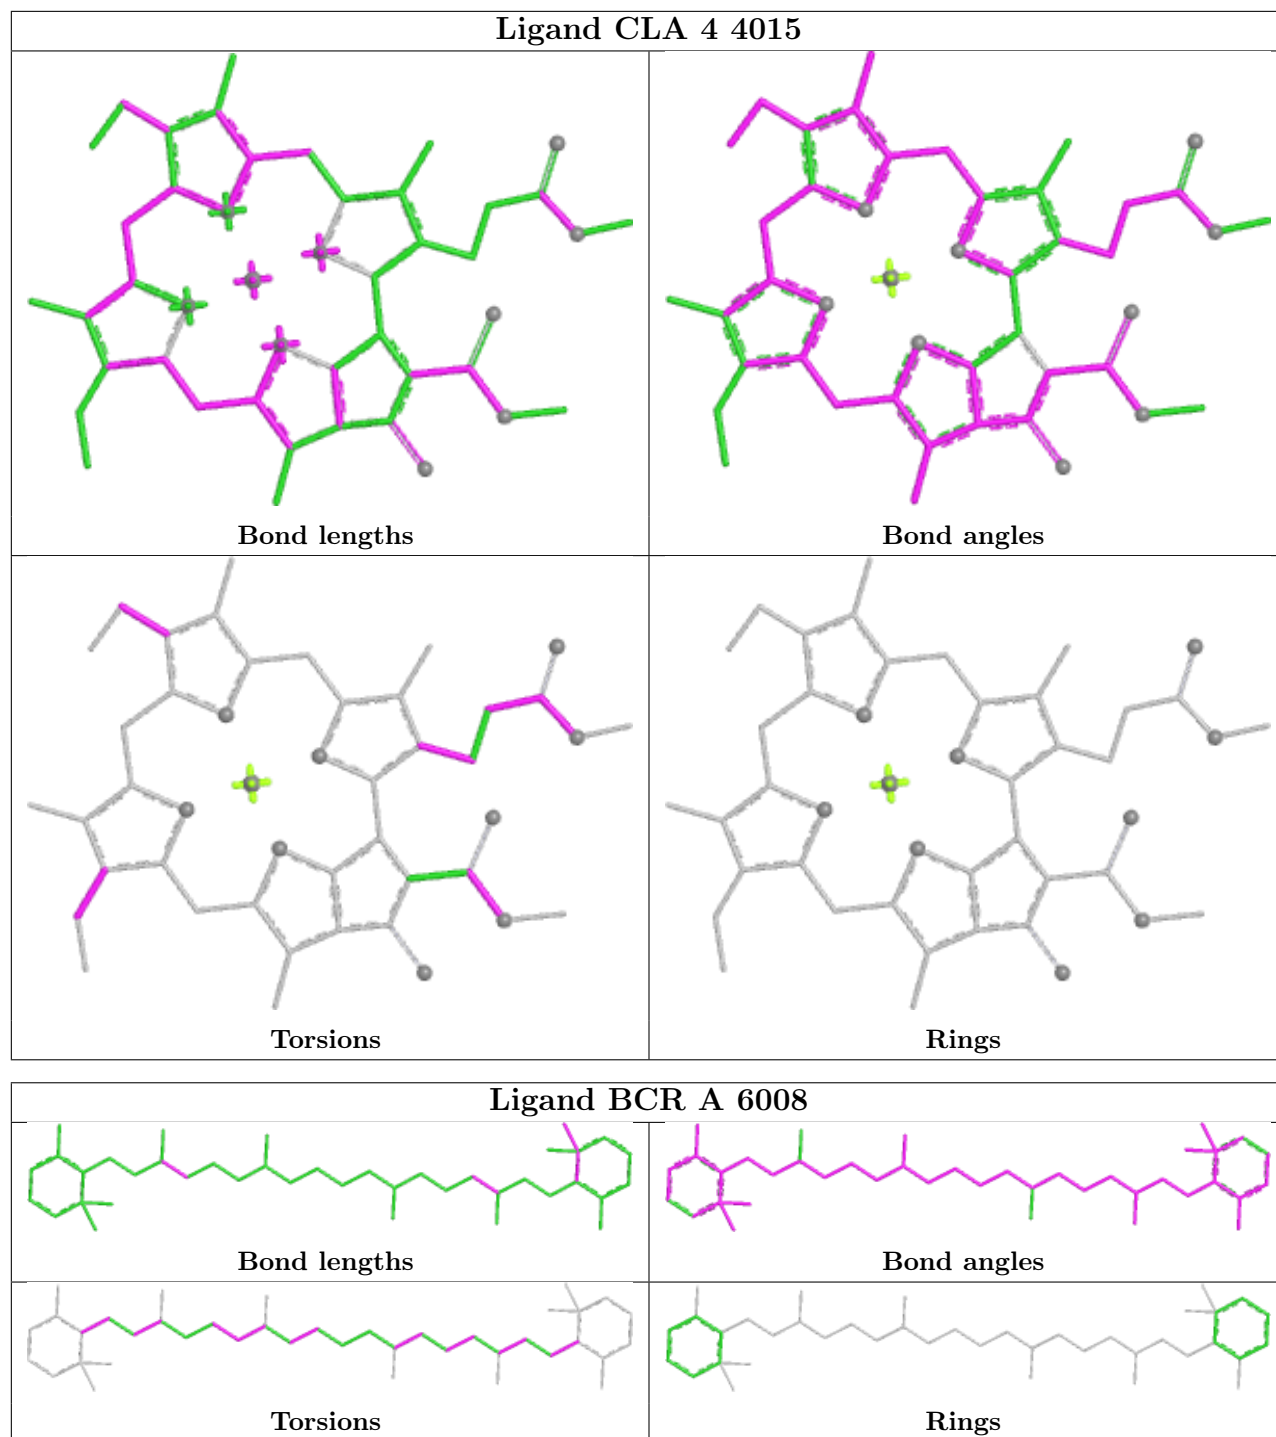 Ligand CLA 4 4015
Bond lengths
Bond angles
Torsions
Rings
Ligand BCR A 6008
Bond lengths
Bond angles
Torsions
Rings